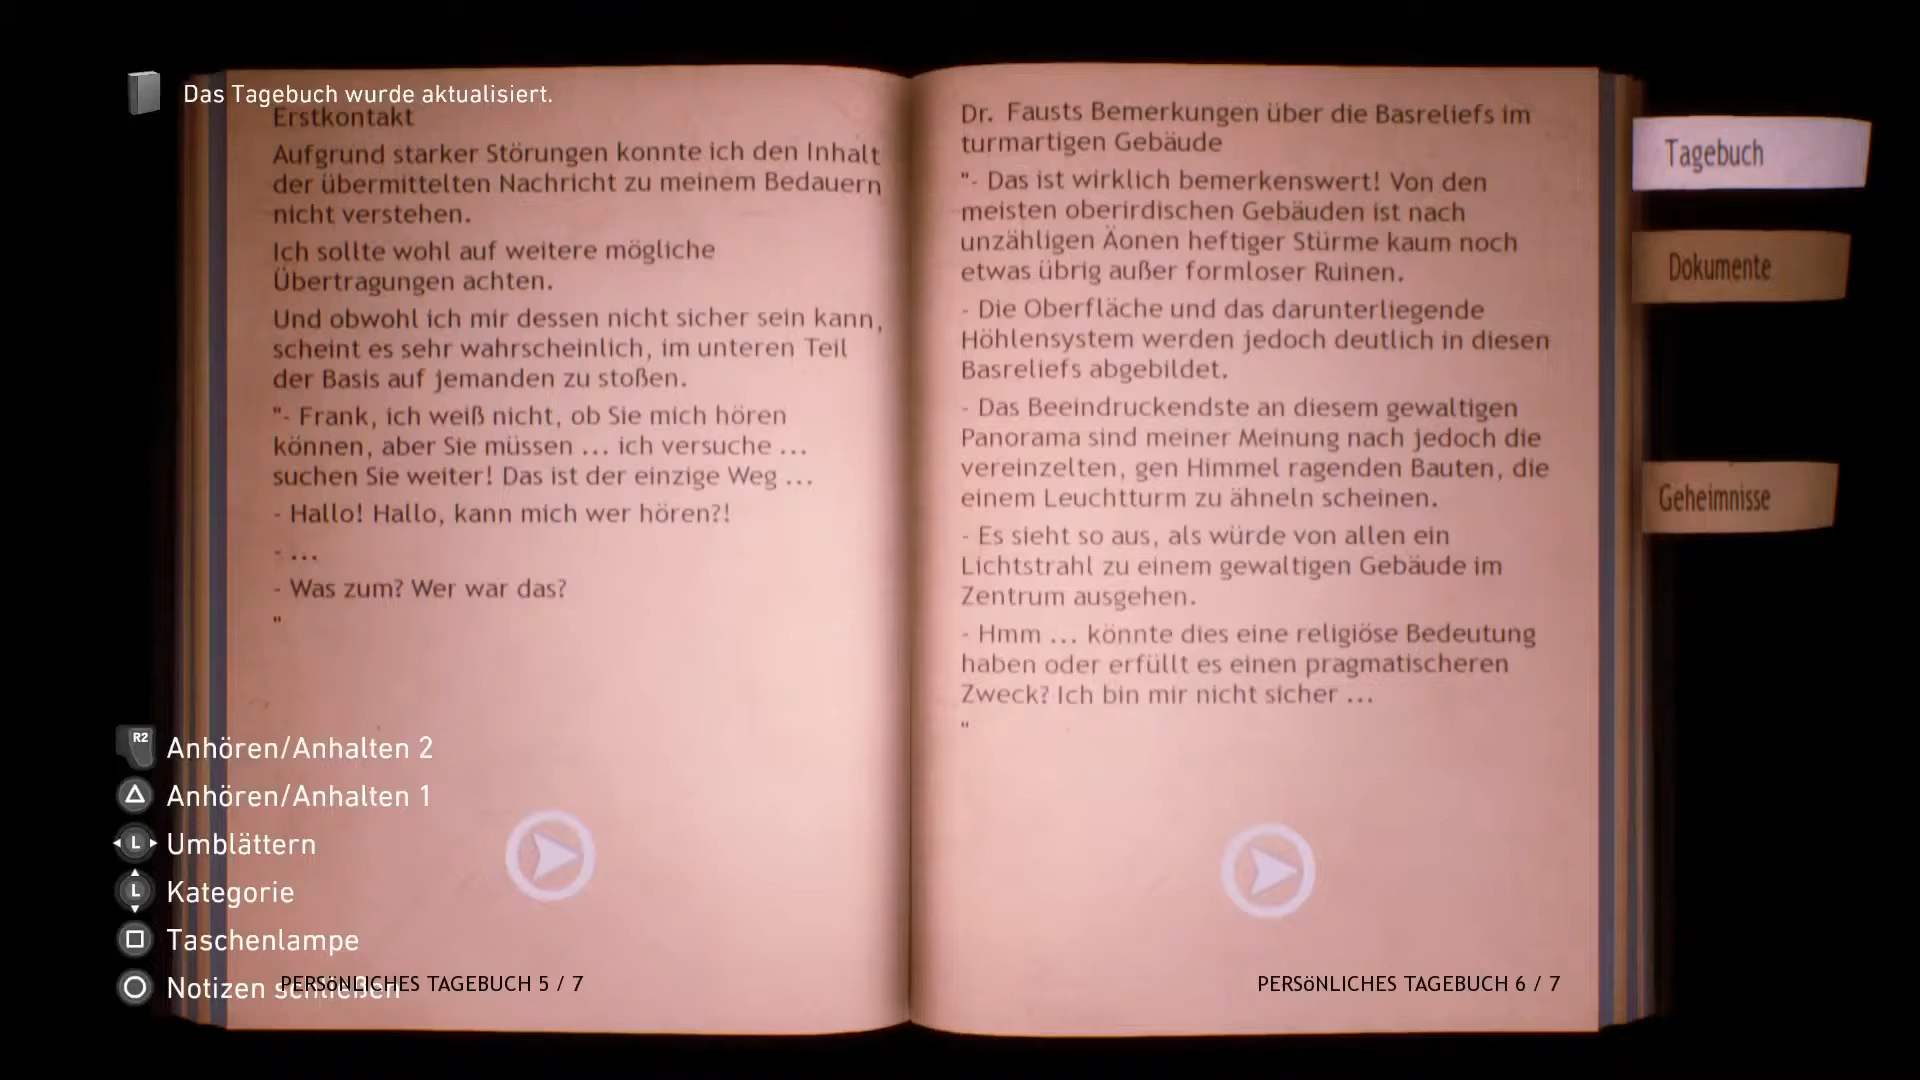 Das Tagebuch wurde aktualisiert.
Erstkontakt
Aufgrund starker Störungen konnte ich den Inhalt
der übermittelten Nachricht zu meinem Bedauern
nicht verstehen.
Ich sollte wohl auf weitere mögliche
Übertragungen achten.
Und obwohl ich mir dessen nicht sicher sein kann,
scheint es sehr wahrscheinlich, im unteren Teil
der Basis auf jemanden zu stoßen.
"- Frank, ich weiß nicht, ob Sie mich hören
können, aber Sie müssen ... ich versuche ...
suchen Sie weiter! Das ist der einzige Weg ...
- Hallo! Hallo, kann mich wer hören?!
- ...
- Was zum? Wer war das?
"
PERSöNLICHES TAGEBUCH 5 / 7
Dr. Fausts Bemerkungen über die Basreliefs im
turmartigen Gebäude
"- Das ist wirklich bemerkenswert! Von den
meisten oberirdischen Gebäuden ist nach
unzähligen Äonen heftiger Stürme kaum noch
etwas übrig außer formloser Ruinen.
- Die Oberfläche und das darunterliegende
Höhlensystem werden jedoch deutlich in diesen
Basreliefs abgebildet.
- Das Beeindruckendste an diesem gewaltigen
Panorama sind meiner Meinung nach jedoch die
vereinzelten, gen Himmel ragenden Bauten, die
einem Leuchtturm zu ähneln scheinen.
- Es sieht so aus, als würde von allen ein
Lichtstrahl zu einem gewaltigen Gebäude im
Zentrum ausgehen.
- Hmm ... könnte dies eine religiöse Bedeutung
haben oder erfüllt es einen pragmatischeren
Zweck? Ich bin mir nicht sicher ...
"
PERSöNLICHES TAGEBUCH 6 / 7
Tagebuch
Dokumente
Geheimnisse
R2 Anhören/Anhalten 2
Anhören/Anhalten 1
L Umblättern
L Kategorie
Taschenlampe
Notizen schließen